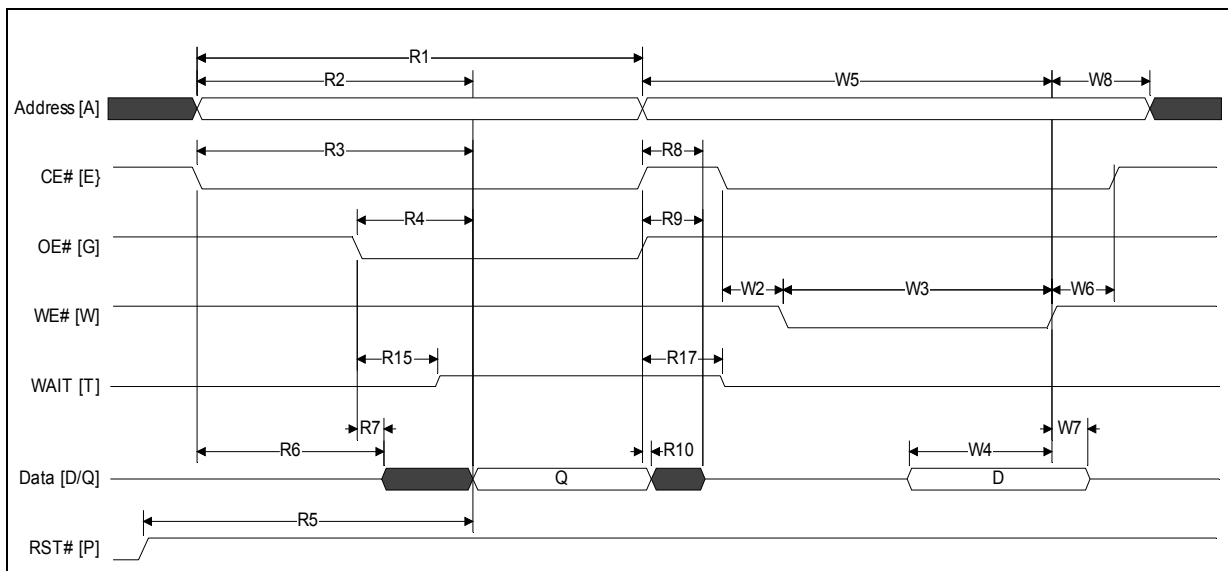 R1
R2
W5
W8
Address [A]
R3
R8
CE# [E}
R4
R9
OE# [G]
W2
W3
W6
WE# [W]
R15
R17
WAIT [T]
R7
W7
R6
R10
W4
Data [D/Q]
Q
D
R5
RST# [P]